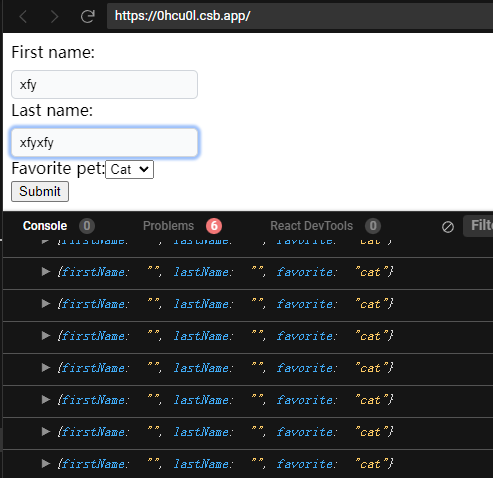 https://0hcu0l.csb.app/
First name:
xfy
Last name:
xfyxfy
Favorite pet: Cat
Submit
Console 0 Problems 6 React DevTools 0 Filte
{firstName: "", lastName: "", favorite: "cat"}
{firstName: "", lastName: "", favorite: "cat"}
{firstName: "", lastName: "", favorite: "cat"}
{firstName: "", lastName: "", favorite: "cat"}
{firstName: "", lastName: "", favorite: "cat"}
{firstName: "", lastName: "", favorite: "cat"}
{firstName: "", lastName: "", favorite: "cat"}
{firstName: "", lastName: "", favorite: "cat"}